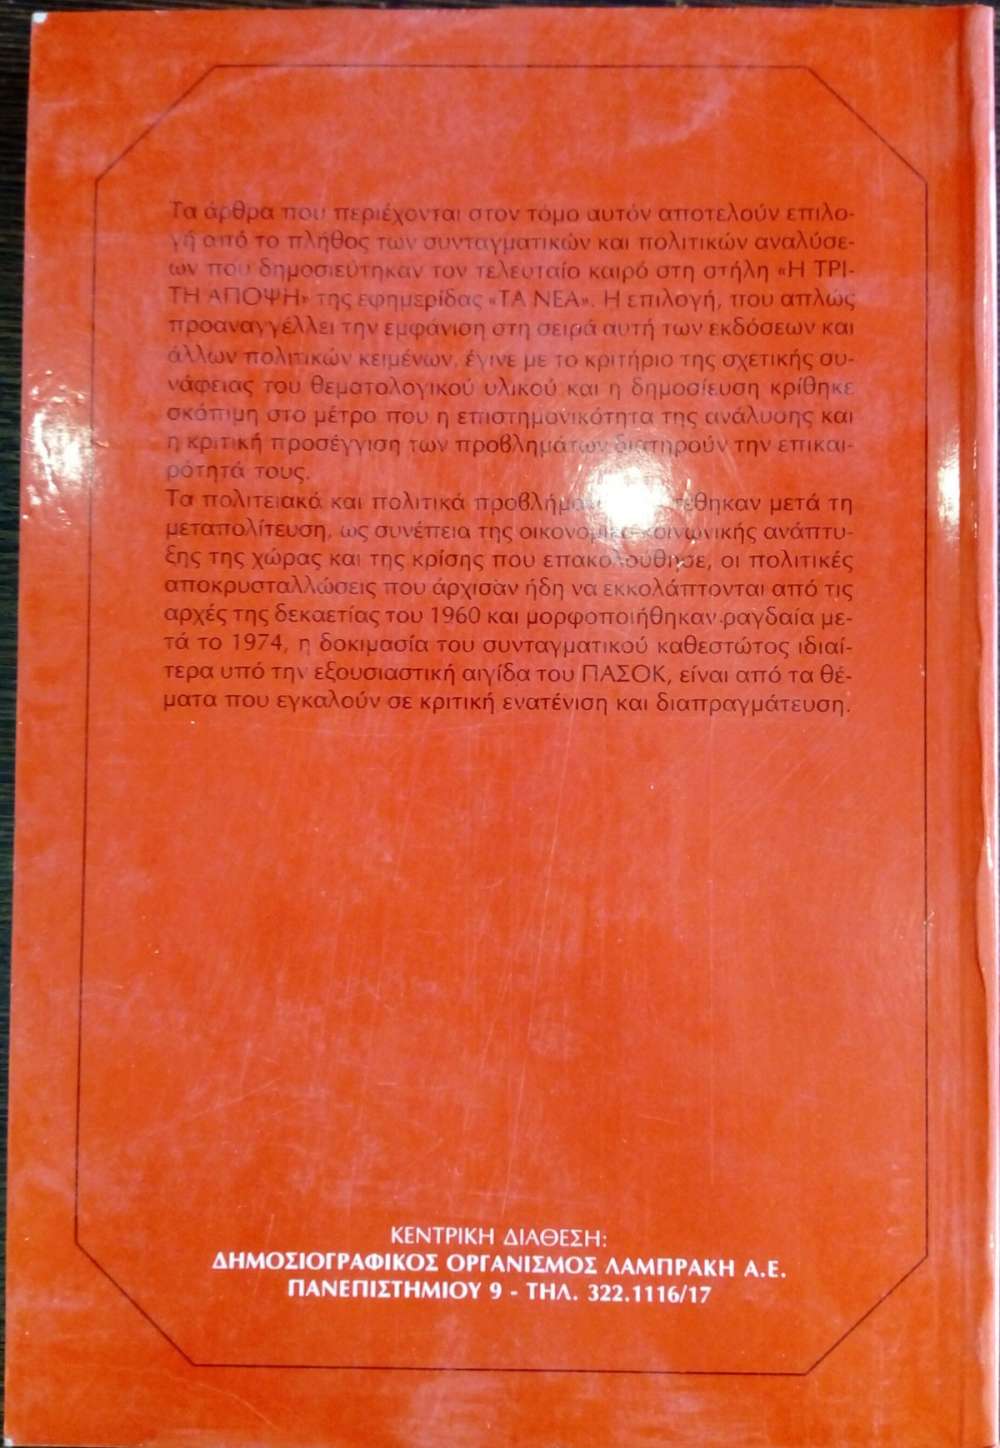 Τα άρθρα που περιέχονται στον τόμο αυτόν αποτελούν επιλο-
γή από το πλήθος των συνταγματικών και πολιτικών αναλύσε-
ων που δημοσιεύτηκαν τον τελευταίο καιρό στη στήλη «Η ΤΡΙ-
ΤΗ ΑΠΟΨΗ» της εφημερίδας «ΤΑ ΝΕΑ». Η επιλογή, που απλώς
προαναγγέλλει την εμφάνιση στη σειρά αυτή των εκδόσεων και
άλλων πολιτικών κειμένων, έγινε με το κριτήριο της σχετικής συ-
νάφειας του θεματολογικού υλικού και η δημοσίευση κρίθηκε
σκόπιμη στο μέτρο που η επιστημονικότητα της ανάλυσης και
η κριτική προσέγγιση των προβλημάτων διατηρούν την επικαι-
ρότητά τους.
Τα πολιτειακά και πολιτικά μετά τη
μεταπολίτευση, ως συνέπεια της οικονομικο-κοινωνικής ανάπτυ-
ξης της χώρας και της κρίσης που επακολούθησε, οι πολιτικές
αποκρυσταλλώσεις που άρχισαν ήδη να εκκολάπτονται από τις
αρχές της δεκαετίας του 1960 και μορφοποιήθηκαν ραγδαία με-
τά το 1974, η δοκιμασία του συνταγματικού καθεστώτος ιδιαί-
τερα υπό την εξουσιαστική αιγίδα του ΠΑΣΟΚ, είναι από τα θέ-
ματα που εγκαλούν σε κριτική ενατένιση και διαπραγμάτευση.
ΚΕΝΤΡΙΚΗ ΔΙΑΘΕΣΗ:
ΔΗΜΟΣΙΟΓΡΑΦΙΚΟΣ ΟΡΓΑΝΙΣΜΟΣ ΛΑΜΠΡΑΚΗ Α.Ε.
ΠΑΝΕΠΙΣΤΗΜΙΟΥ 9 - ΤΗΛ. 322.1116/17